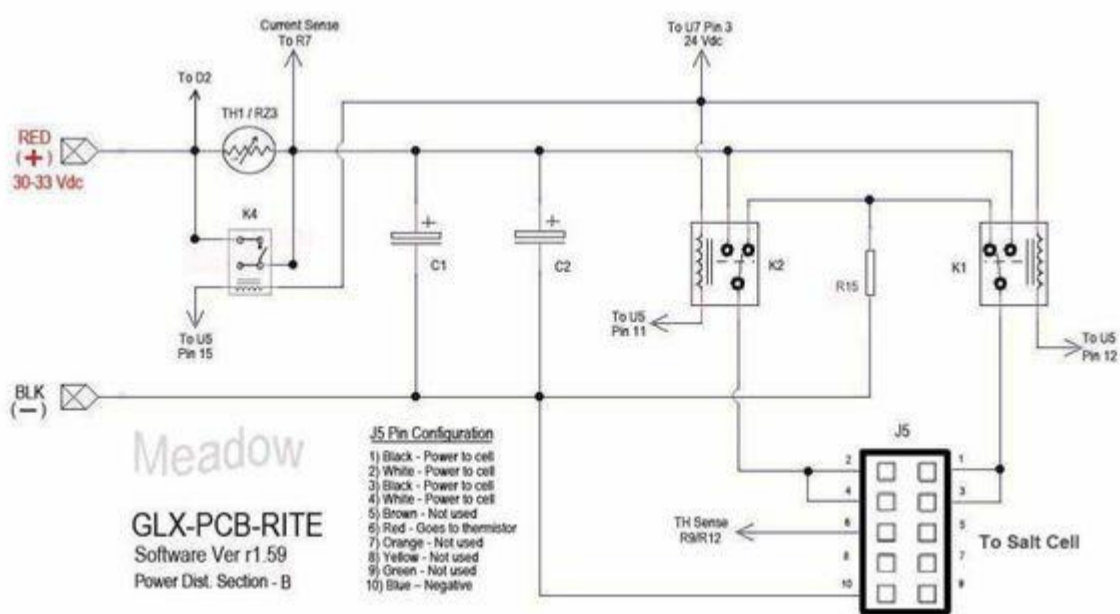 Current Sense
To R7
To U7 Pin 3
24 Vdc
To D2
TH1 / RZ3
RED
(+)
30-33 Vdc
K4
C1
C2
K2
R15
K1
To U5
Pin 15
To U5
Pin 11
To U5
Pin 12
BLK
(—)
Meadow
GLX-PCB-RITE
Software Ver r1.59
Power Dist. Section - B
J5 Pin Configuration
1) Black - Power to cell
2) White - Power to cell
3) Black - Power to cell
4) White - Power to cell
5) Brown - Not used
6) Red - Goes to thermistor
7) Orange - Not used
8) Yellow - Not used
9) Green - Not used
10) Blue – Negative
J5
2 1
4 3
6 5
8 7
10 9
TH Sense
R9/R12
To Salt Cell